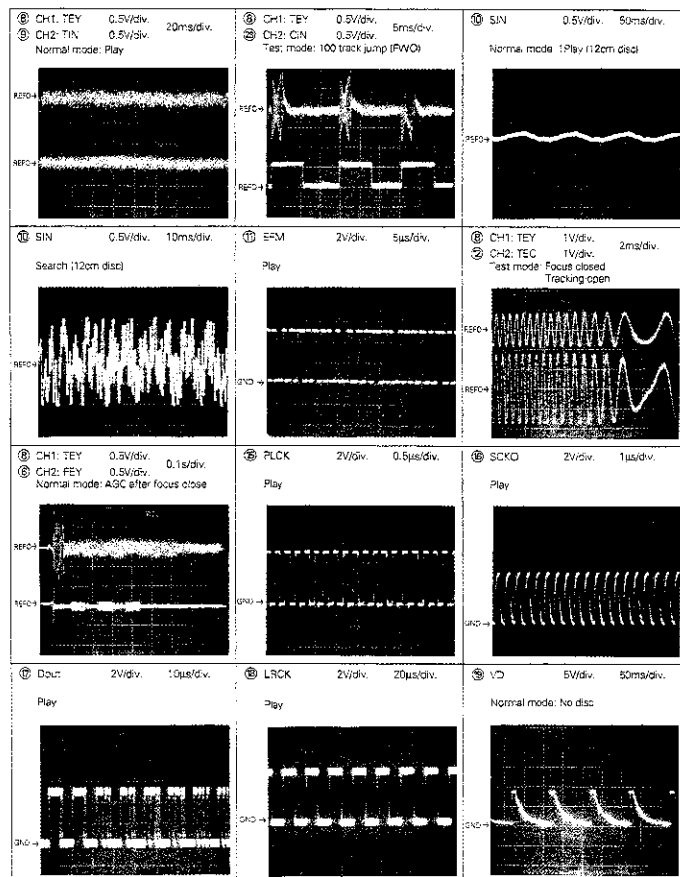 ⑧ CH1: TEY 0.5V/div. 20ms/div.
⑨ CH2: TIN 0.5V/div.
Normal mode: Play
REFO→
REFO→
⑧ CH1: TEY 0.5V/div. 5ms/div.
CH2: CIN 0.5V/div.
Test mode: 100 track jump (FWD)
REFO→
REFO→
⑩ SIN 0.5V/div. 50ms/div.
Normal mode: Play (12cm disc)
REFO→
⑩ SIN 0.5V/div. 10ms/div.
Search (12cm disc)
REFO→
⑪ EFM 2V/div. 5µs/div.
Play
GND→
⑧ CH1: TEY 1V/div. 2ms/div.
⑫ CH2: TEC 1V/div.
Test mode: Focus closed
Tracking open
REFO→
REFO→
⑧ CH1: TEY 0.5V/div. 0.1s/div.
⑥ CH2: FEY 0.5V/div.
Normal mode: AGC after focus close
REFO→
REFO→
⑮ PLCK 2V/div. 0.5µs/div.
Play
GND→
⑯ SCKO 2V/div. 1µs/div.
Play
GND→
⑰ Dout 2V/div. 10µs/div.
Play
GND→
⑱ LRCK 2V/div. 20µs/div.
Play
GND→
⑲ VD 5V/div. 50ms/div.
Normal mode: No disc
GND→